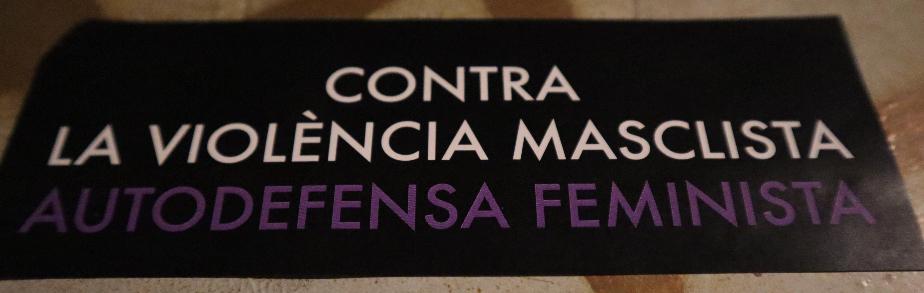 CONTRA
LA VIOLÈNCIA MASCLISTA
AUTODEFENSA FEMINISTA